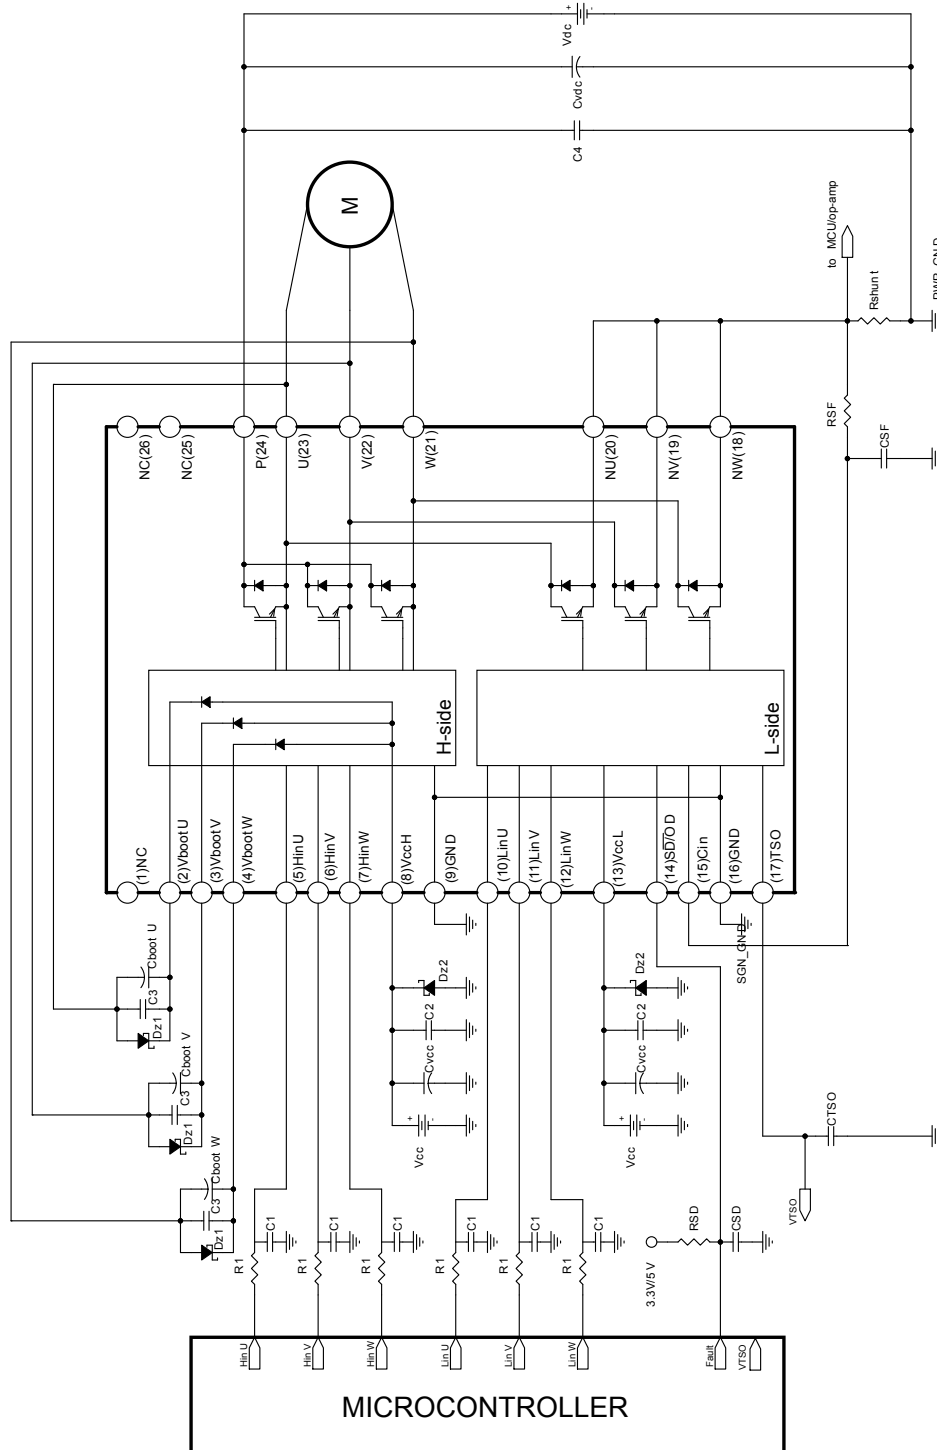 Vdc
+
-
Cvdc
C4
M
to MCU/op-amp
Rshunt
PWR_GND
RSF
CSF
NC(26)
NC(25)
P(24)
U(23)
V(22)
W(21)
NU(20)
NV(19)
NW(18)
H-side
L-side
(1)NC
(2)VbootU
(3)VbootV
(4)VbootW
(5)HinU
(6)HinV
(7)HinW
(8)VccH
(9)GND
(10)LinU
(11)LinV
(12)LinW
(13)VccL
(14)SD/OD
(15)Cin
(16)GND
(17)TSO
SGN_GND
Cboot U
C3
Dz1
Cboot V
C3
Dz1
Cboot W
C3
Dz1
Dz2
C2
Cvcc
+
-
Vcc
Dz2
C2
Cvcc
+
-
Vcc
CTSO
VTSO
R1
C1
R1
C1
R1
C1
R1
C1
R1
C1
R1
C1
3.3V/5 V
RSD
CSD
Hin U
Hin V
Hin W
Lin U
Lin V
Lin W
Fault
VTSO
MICROCONTROLLER